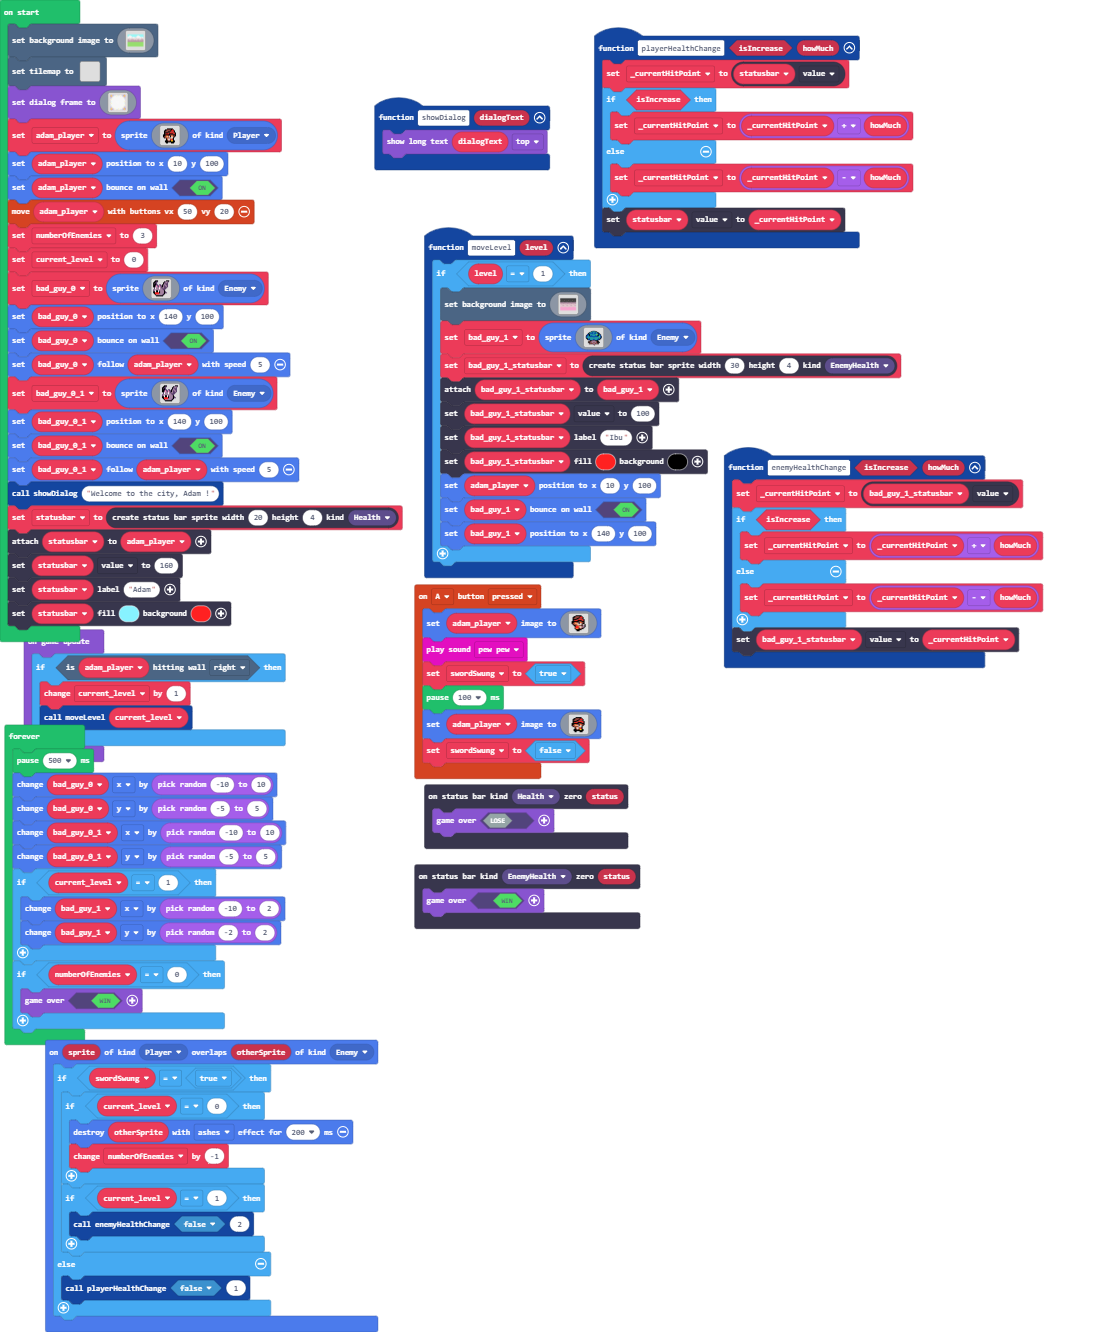 on start
set background image to
set tilemap to
set dialog frame to
set adam_player to sprite of kind Player
set adam_player position to x 10 y 100
set adam_player bounce on wall ON
move adam_player with buttons vx 50 vy 20
set numberOfEnemies to 3
set current_level to 0
set bad_guy_0 to sprite of kind Enemy
set bad_guy_0 position to x 140 y 100
set bad_guy_0 bounce on wall ON
set bad_guy_0 follow adam_player with speed 5
set bad_guy_0_1 to sprite of kind Enemy
set bad_guy_0_1 position to x 140 y 100
set bad_guy_0_1 bounce on wall ON
set bad_guy_0_1 follow adam_player with speed 5
call showDialog "Welcome to the city, Adam !"
set statusbar to create status bar sprite width 20 height 4 kind Health
attach statusbar to adam_player
set statusbar value to 160
set statusbar label "Adam"
set statusbar fill background
on game update
if is adam_player hitting wall right then
change current_level by 1
call moveLevel current_level
forever
pause 500 ms
change bad_guy_0 x by pick random -10 to 10
change bad_guy_0 y by pick random -5 to 5
change bad_guy_0_1 x by pick random -10 to 10
change bad_guy_0_1 y by pick random -5 to 5
if current_level = 1 then
change bad_guy_1 x by pick random -10 to 2
change bad_guy_1 y by pick random -2 to 2
if numberOfEnemies = 0 then
game over WIN
on sprite of kind Player overlaps otherSprite of kind Enemy
if swordSwung = true then
if current_level = 0 then
destroy otherSprite with ashes effect for 200 ms
change numberOfEnemies by -1
if current_level = 1 then
call enemyHealthChange false 2
else
call playerHealthChange false 1
function showDialog dialogText
show long text dialogText top
function moveLevel level
if level = 1 then
set background image to
set bad_guy_1 to sprite of kind Enemy
set bad_guy_1_statusbar to create status bar sprite width 30 height 4 kind EnemyHealth
attach bad_guy_1_statusbar to bad_guy_1
set bad_guy_1_statusbar value to 100
set bad_guy_1_statusbar label "Ibu"
set bad_guy_1_statusbar fill background
set adam_player position to x 10 y 100
set bad_guy_1 bounce on wall ON
set bad_guy_1 position to x 140 y 100
on A button pressed
set adam_player image to
play sound pew pew
set swordSwung to true
pause 100 ms
set adam_player image to
set swordSwung to false
on status bar kind Health zero status
game over LOSE
on status bar kind EnemyHealth zero status
game over WIN
function playerHealthChange isIncrease howMuch
set _currentHitPoint to statusbar value
if isIncrease then
set _currentHitPoint to _currentHitPoint + howMuch
else
set _currentHitPoint to _currentHitPoint - howMuch
set statusbar value to _currentHitPoint
function enemyHealthChange isIncrease howMuch
set _currentHitPoint to bad_guy_1_statusbar value
if isIncrease then
set _currentHitPoint to _currentHitPoint + howMuch
else
set _currentHitPoint to _currentHitPoint - howMuch
set bad_guy_1_statusbar value to _currentHitPoint